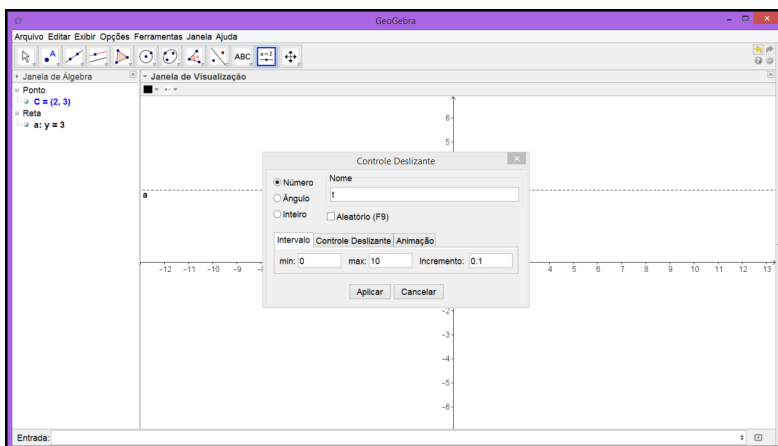 GeoGebra
Arquivo Editar Exibir Opções Ferramentas Janela Ajuda
A
ABC
a=2
Janela de Álgebra
Janela de Visualização
Ponto
C = (2, 3)
Reta
a: y = 3
6
5
a
Controle Deslizante
Número
Ângulo
Inteiro
Nome
t
Aleatório (F9)
Intervalo Controle Deslizante Animação
min: 0 max: 10 Incremento: 0.1
Aplicar Cancelar
-12 -11 -10 -9 4 5 6 7 8 9 10 11 12 13
-2
-3
-4
-5
-6
Entrada: